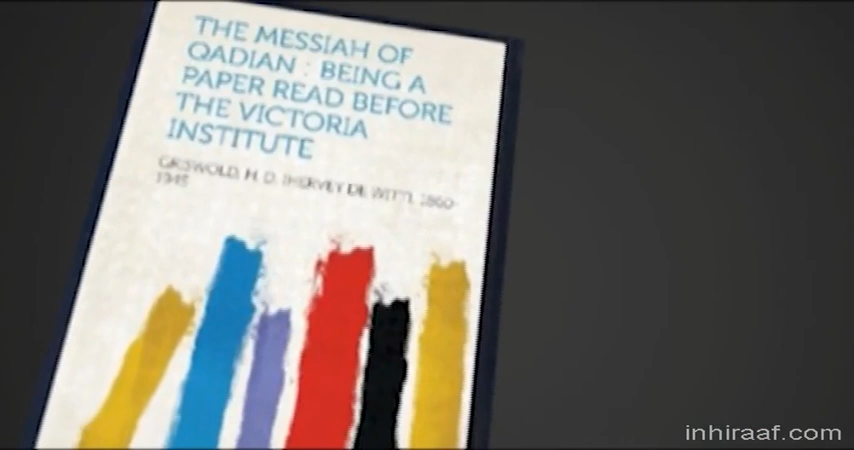 THE MESSIAH OF
QADIAN : BEING A
PAPER READ BEFORE
THE VICTORIA
INSTITUTE
GRISWOLD, H. D. (HERVEY DE WITT), 1860-
1945
inhiraaf.com